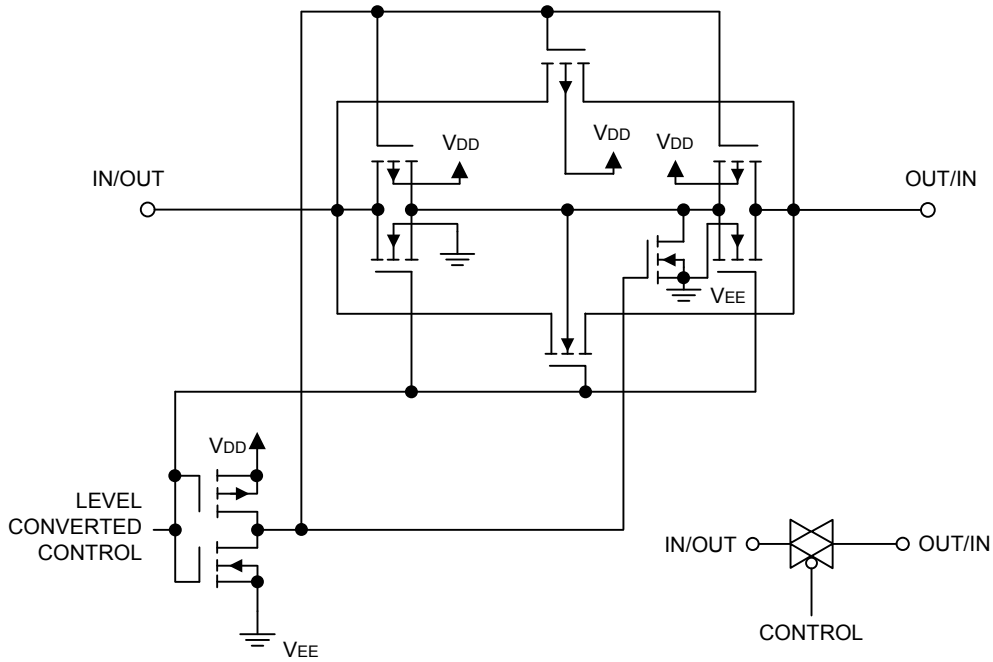 VDD
VDD
VDD
IN/OUT
OUT/IN
VEE
VDD
LEVEL
CONVERTED
CONTROL
IN/OUT
OUT/IN
CONTROL
VEE